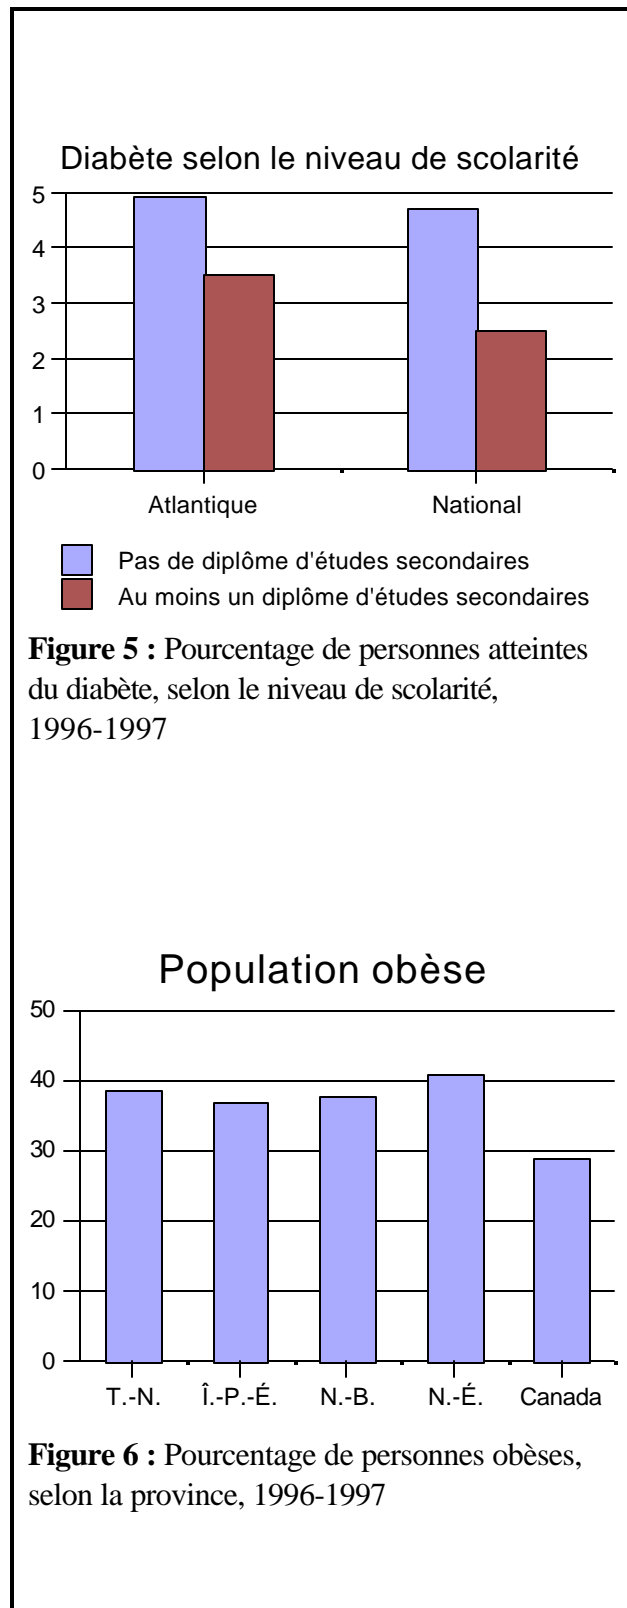 Diabète selon le niveau de scolarité
5
4
3
2
1
0
Atlantique National
Pas de diplôme d'études secondaires
Au moins un diplôme d'études secondaires
Figure 5 : Pourcentage de personnes atteintes
du diabète, selon le niveau de scolarité,
1996-1997
Population obèse
50
40
30
20
10
0
T.-N. Î.-P.-É. N.-B. N.-É. Canada
Figure 6 : Pourcentage de personnes obèses,
selon la province, 1996-1997